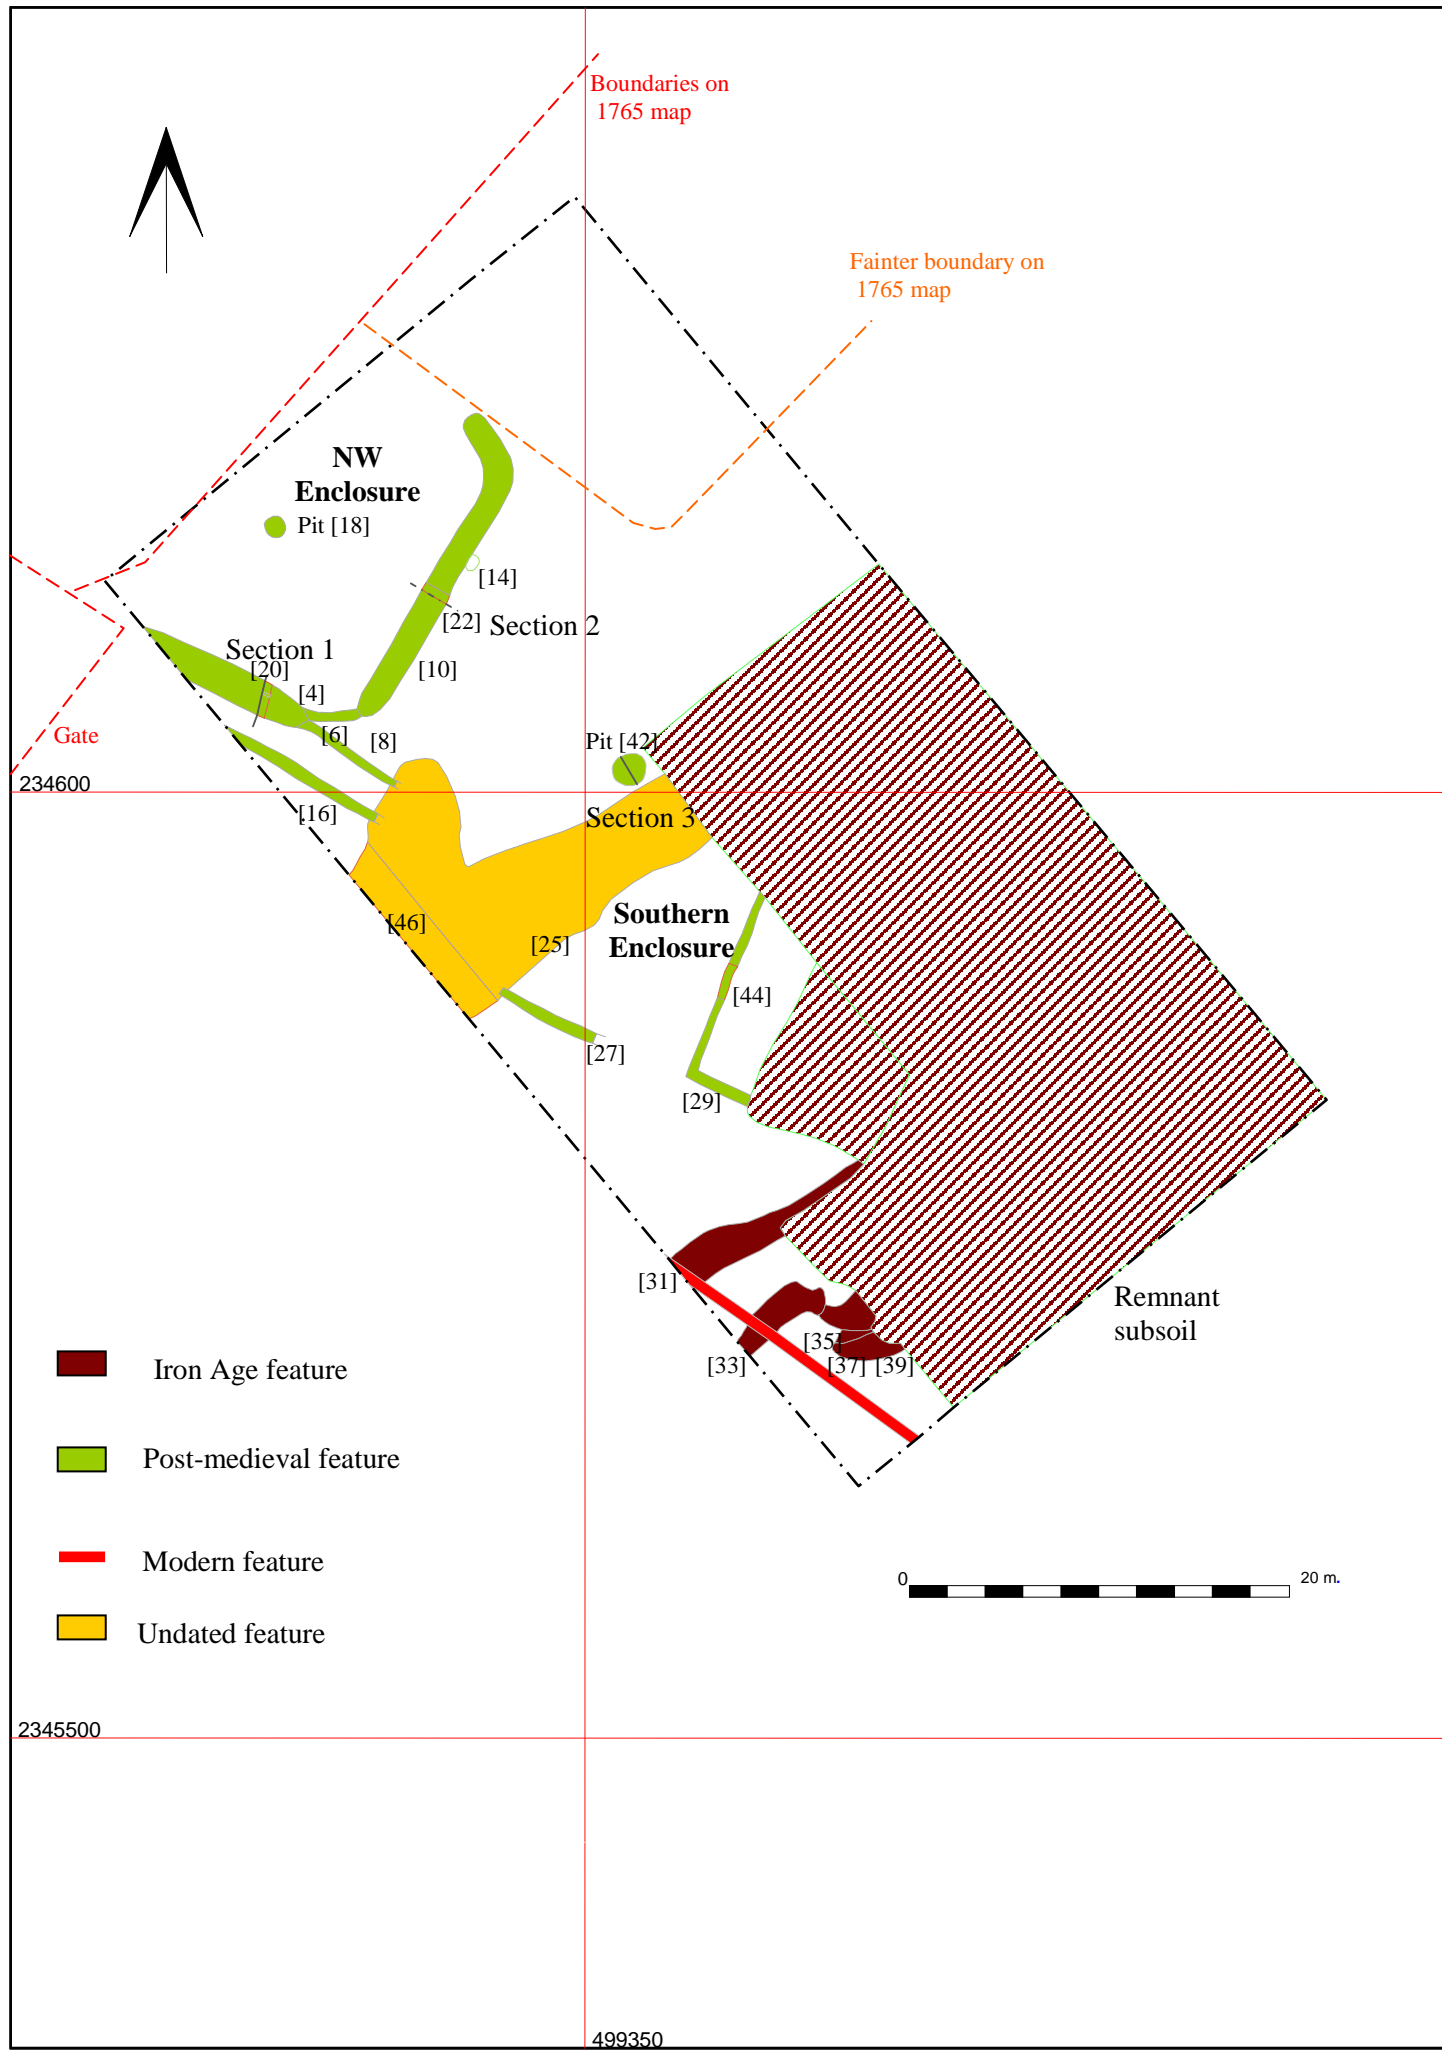 Boundaries on
1765 map
Fainter boundary on
1765 map
NW
Enclosure
Pit [18]
[14]
[22]
Section 2
Section 1
[20]
[10]
[4]
[6]
[8]
Gate
Pit [42]
234600
[16]
Section 3
[46]
[25]
Southern
Enclosure
[44]
[27]
[29]
[31]
Remnant
subsoil
[35]
[33]
[37]
[39]
Iron Age feature
Post-medieval feature
Modern feature
Undated feature
0
20 m.
2345500
499350